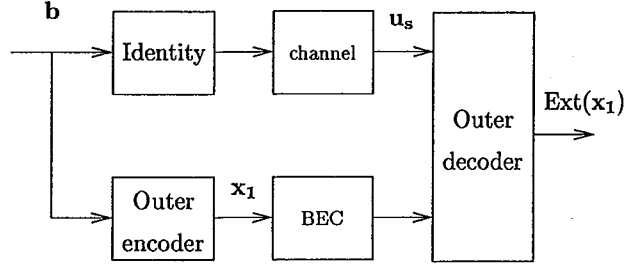 b
Identity
channel
u_s
Outer
decoder
Ext(x_1)
Outer
encoder
x_1
BEC